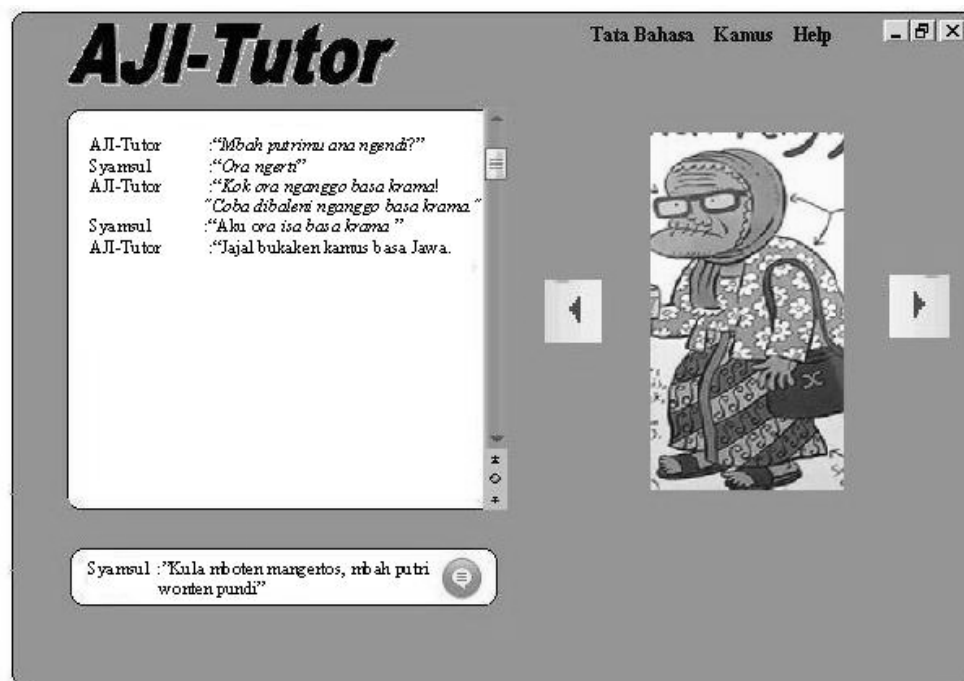 AJI-Tutor
Tata Bahasa Kamus Help
AJI-Tutor :“Mbah putrimu ana ngendi?”
Syamsul :“Ora ngerti”
AJI-Tutor :“Kok ora nganggo basa krama!
“Coba dibaleni nganggo basa krama.”
Syamsul :“Aku ora isa basa krama ”
AJI-Tutor :“Jajal bukaken kamus basa Jawa.
Syamsul :”Kula mboten mangertos, mbah putri
wonten pundi”